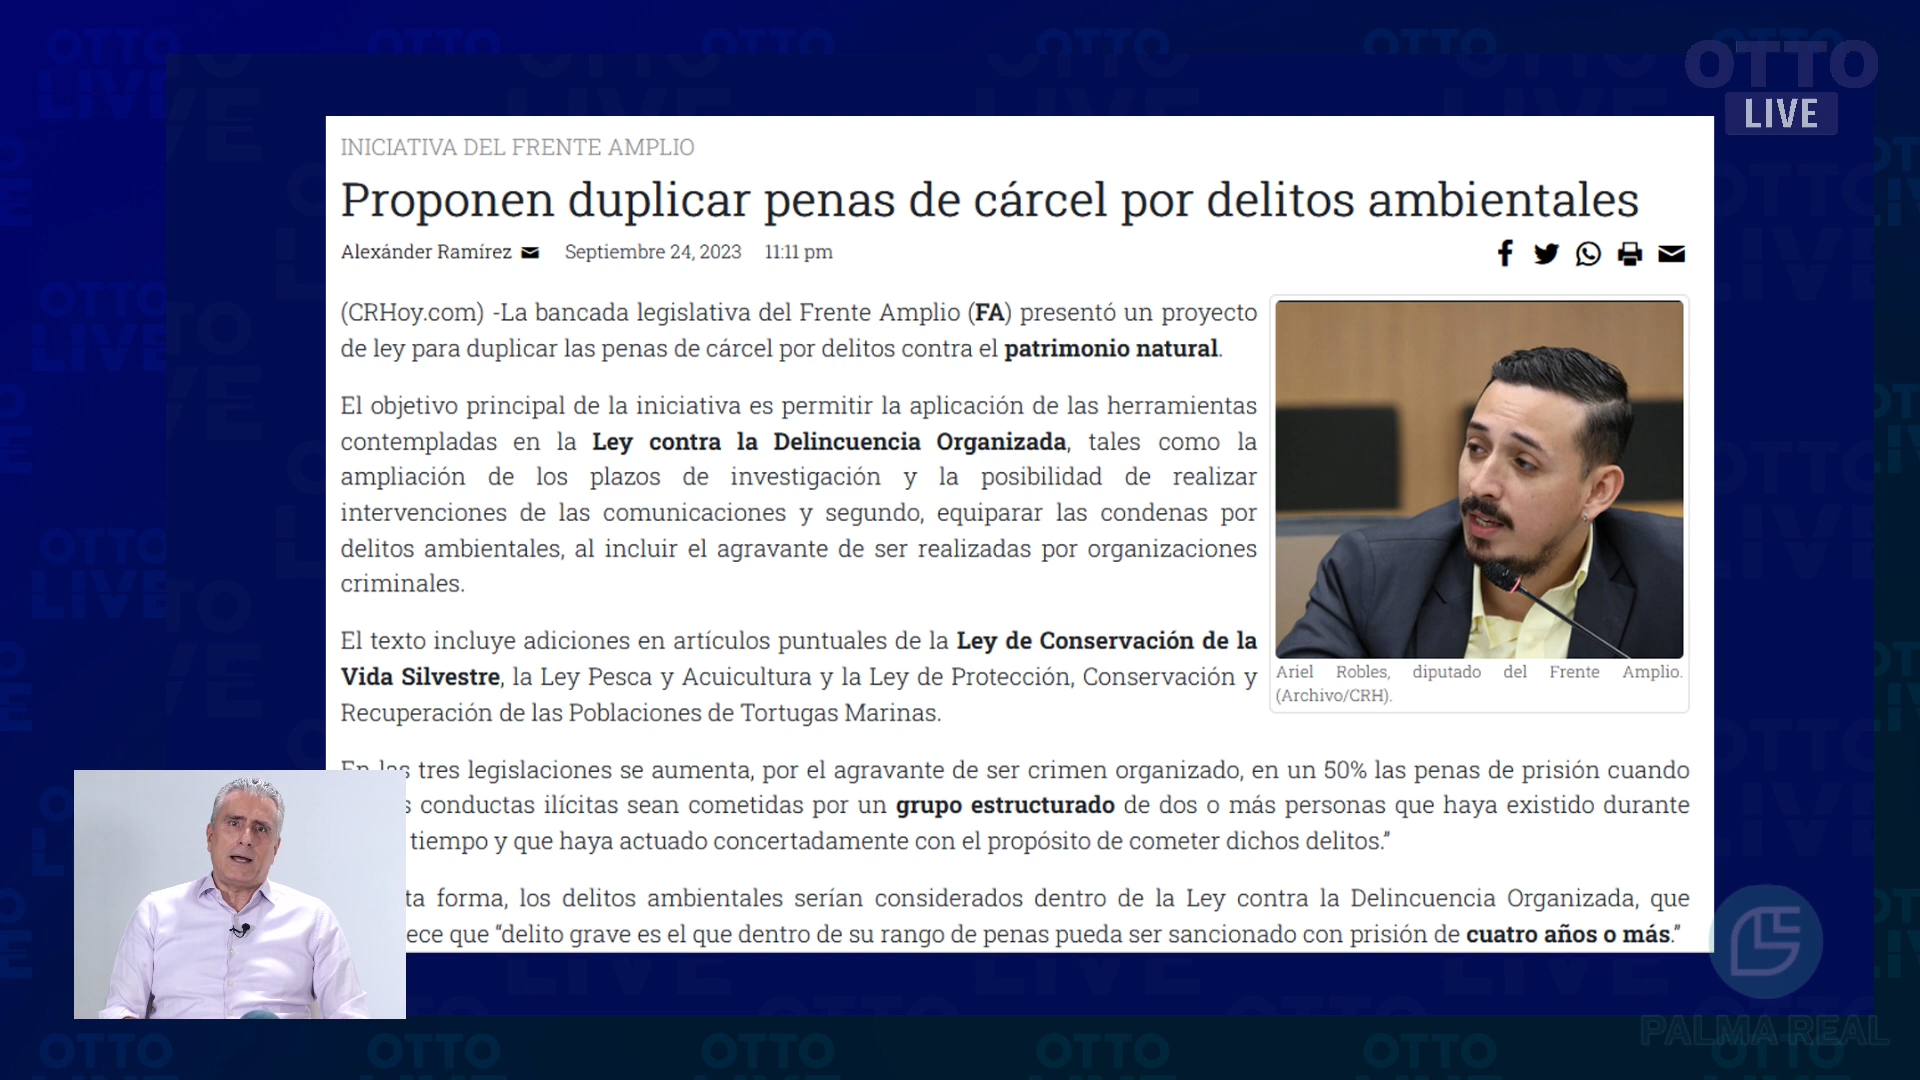 OTTO
LIVE
INICIATIVA DEL FRENTE AMPLIO
Proponen duplicar penas de cárcel por delitos ambientales
Alexánder Ramírez Septiembre 24, 2023 11:11 pm
(CRHoy.com) -La bancada legislativa del Frente Amplio (FA) presentó un proyecto
de ley para duplicar las penas de cárcel por delitos contra el patrimonio natural.
El objetivo principal de la iniciativa es permitir la aplicación de las herramientas
contempladas en la Ley contra la Delincuencia Organizada, tales como la
ampliación de los plazos de investigación y la posibilidad de realizar
intervenciones de las comunicaciones y segundo, equiparar las condenas por
delitos ambientales, al incluir el agravante de ser realizadas por organizaciones
criminales.
El texto incluye adiciones en artículos puntuales de la Ley de Conservación de la
Vida Silvestre, la Ley Pesca y Acuicultura y la Ley de Protección, Conservación y
Recuperación de las Poblaciones de Tortugas Marinas.
Ariel Robles, diputado del Frente Amplio.
(Archivo/CRH).
En las tres legislaciones se aumenta, por el agravante de ser crimen organizado, en un 50% las penas de prisión cuando
conductas ilícitas sean cometidas por un grupo estructurado de dos o más personas que haya existido durante
tiempo y que haya actuado concertadamente con el propósito de cometer dichos delitos.”
forma, los delitos ambientales serían considerados dentro de la Ley contra la Delincuencia Organizada, que
que “delito grave es el que dentro de su rango de penas pueda ser sancionado con prisión de cuatro años o más.”
PALMA REAL